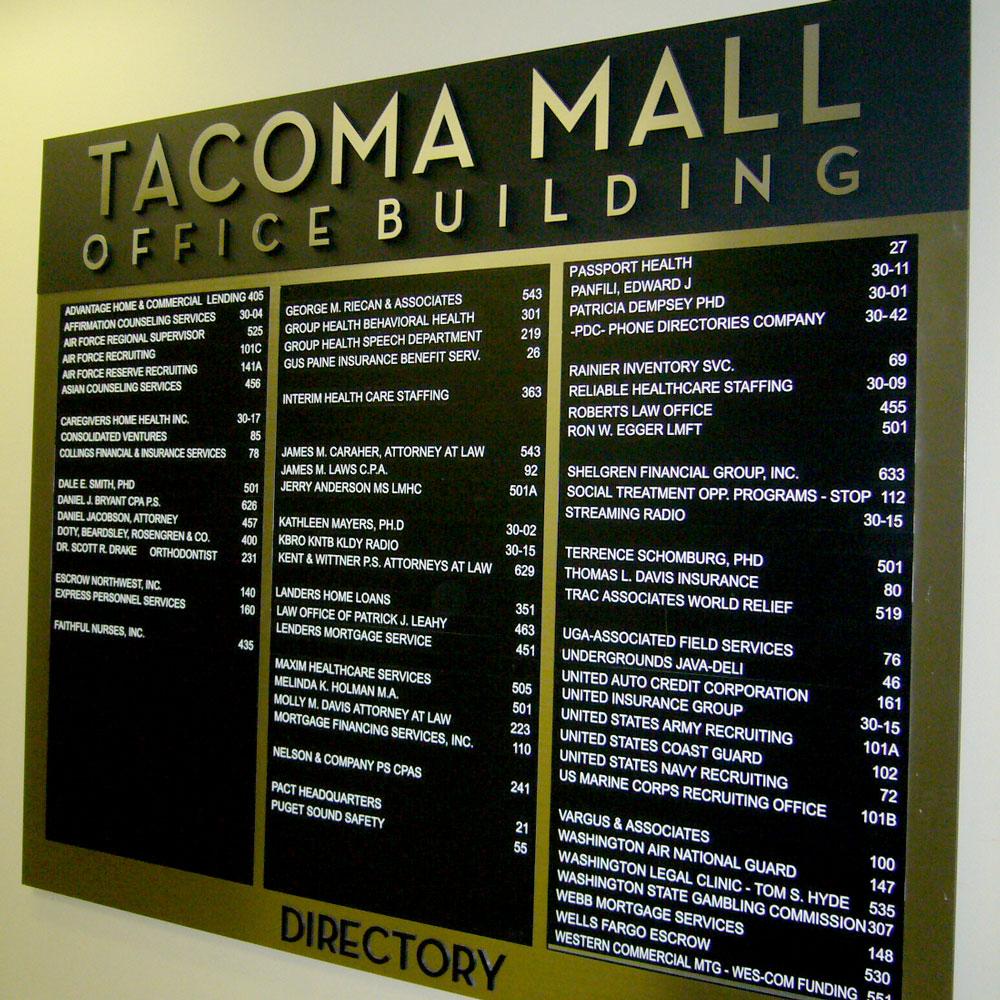 TACOMA MALL
OFFICE BUILDING
ADVANTAGE HOME & COMMERCIAL LENDING 405
AFFIRMATION COUNSELING SERVICES 30-04
AIR FORCE REGIONAL SUPERVISOR 525
AIR FORCE RECRUITING 101C
AIR FORCE RESERVE RECRUITING 141A
ASIAN COUNSELING SERVICES 456
CAREGIVERS HOME HEALTH INC. 30-17
CONSOLIDATED VENTURES 85
COLLINGS FINANCIAL & INSURANCE SERVICES 78
DALE E. SMITH, PHD 501
DANIEL J. BRYANT CPA P.S. 626
DANIEL JACOBSON, ATTORNEY 457
DOTY, BEARDSLEY, ROSENGREN & CO. 400
DR. SCOTT R. DRAKE ORTHODONTIST 231
ESCROW NORTHWEST, INC. 140
EXPRESS PERSONNEL SERVICES 160
FAITHFUL NURSES, INC. 435
GEORGE M. RIECAN & ASSOCIATES 543
GROUP HEALTH BEHAVIORAL HEALTH 301
GROUP HEALTH SPEECH DEPARTMENT 219
GUS PAINE INSURANCE BENEFIT SERV. 26
INTERIM HEALTH CARE STAFFING 363
JAMES M. CARAHER, ATTORNEY AT LAW 543
JAMES M. LAWS C.P.A. 92
JERRY ANDERSON MS LMHC 501A
KATHLEEN MAYERS, PH.D 30-02
KBRO KNTB KLDY RADIO 30-15
KENT & WITTNER P.S. ATTORNEYS AT LAW 629
LANDERS HOME LOANS 351
LAW OFFICE OF PATRICK J. LEAHY 463
LENDERS MORTGAGE SERVICE 451
MAXIM HEALTHCARE SERVICES 505
MELINDA K. HOLMAN M.A. 501
MOLLY M. DAVIS ATTORNEY AT LAW 223
MORTGAGE FINANCING SERVICES, INC. 110
NELSON & COMPANY PS CPAS 241
PACT HEADQUARTERS 21
PUGET SOUND SAFETY 55
PASSPORT HEALTH 27
PANFILI, EDWARD J 30-11
PATRICIA DEMPSEY PHD 30-01
-PDC- PHONE DIRECTORIES COMPANY 30-42
RAINIER INVENTORY SVC. 69
RELIABLE HEALTHCARE STAFFING 30-09
ROBERTS LAW OFFICE 455
RON W. EGGER LMFT 501
SHELGREN FINANCIAL GROUP, INC. 633
SOCIAL TREATMENT OPP. PROGRAMS - STOP 112
STREAMING RADIO 30-15
TERRENCE SCHOMBURG, PHD 501
THOMAS L. DAVIS INSURANCE 80
TRAC ASSOCIATES WORLD RELIEF 519
UGA-ASSOCIATED FIELD SERVICES 76
UNDERGROUNDS JAVA-DELI 46
UNITED AUTO CREDIT CORPORATION 161
UNITED INSURANCE GROUP 30-15
UNITED STATES ARMY RECRUITING 101A
UNITED STATES COAST GUARD 102
UNITED STATES NAVY RECRUITING 72
US MARINE CORPS RECRUITING OFFICE 101B
VARGUS & ASSOCIATES 100
WASHINGTON AIR NATIONAL GUARD 147
WASHINGTON LEGAL CLINIC - TOM S. HYDE 535
WASHINGTON STATE GAMBLING COMMISSION 307
WEBB MORTGAGE SERVICES 148
WELLS FARGO ESCROW 530
WESTERN COMMERCIAL MTG - WES-COM FUNDING 551
DIRECTORY